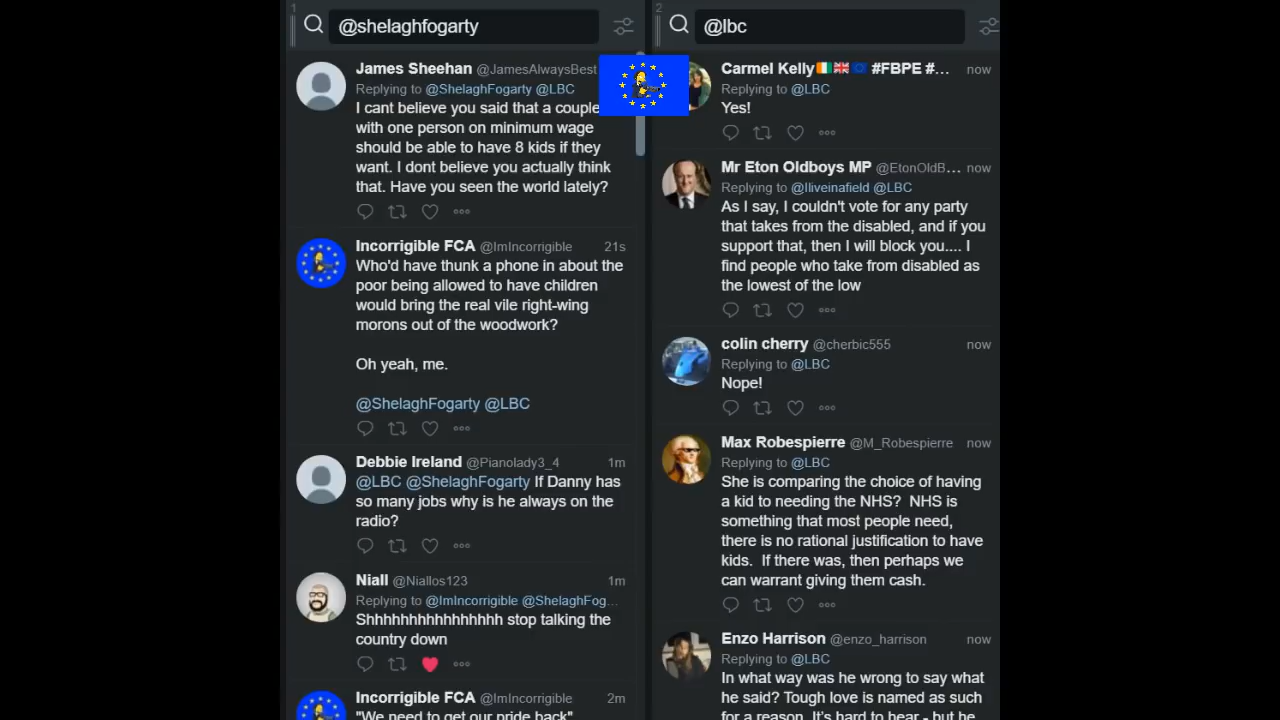 1
@shelaghfogarty
James Sheehan @JamesAlwaysBest
Replying to @ShelaghFogarty @LBC
I cant believe you said that a couple
with one person on minimum wage
should be able to have 8 kids if they
want. I dont believe you actually think
that. Have you seen the world lately?
Incorrigible FCA @ImIncorrigible 21s
Who'd have thunk a phone in about the
poor being allowed to have children
would bring the real vile right-wing
morons out of the woodwork?
Oh yeah, me.
@ShelaghFogarty @LBC
Debbie Ireland @Pianolady3_4 1m
@LBC @ShelaghFogarty If Danny has
so many jobs why is he always on the
radio?
Niall @Niallos123 1m
Replying to @ImIncorrigible @ShelaghFog...
Shhhhhhhhhhhhhhh stop talking the
country down
Incorrigible FCA @ImIncorrigible 2m
"We need to get our pride back"
2
@lbc
Carmel Kelly🇮🇪🇬🇧🇪🇺 #FBPE #... now
Replying to @LBC
Yes!
Mr Eton Oldboys MP @EtonOldB... now
Replying to @Iliveinafield @LBC
As I say, I couldn't vote for any party
that takes from the disabled, and if you
support that, then I will block you.... I
find people who take from disabled as
the lowest of the low
colin cherry @cherbic555 now
Replying to @LBC
Nope!
Max Robespierre @M_Robespierre now
Replying to @LBC
She is comparing the choice of having
a kid to needing the NHS? NHS is
something that most people need,
there is no rational justification to have
kids. If there was, then perhaps we
can warrant giving them cash.
Enzo Harrison @enzo_harrison now
Replying to @LBC
In what way was he wrong to say what
he said? Tough love is named as such
for a reason. It's hard to hear - but he